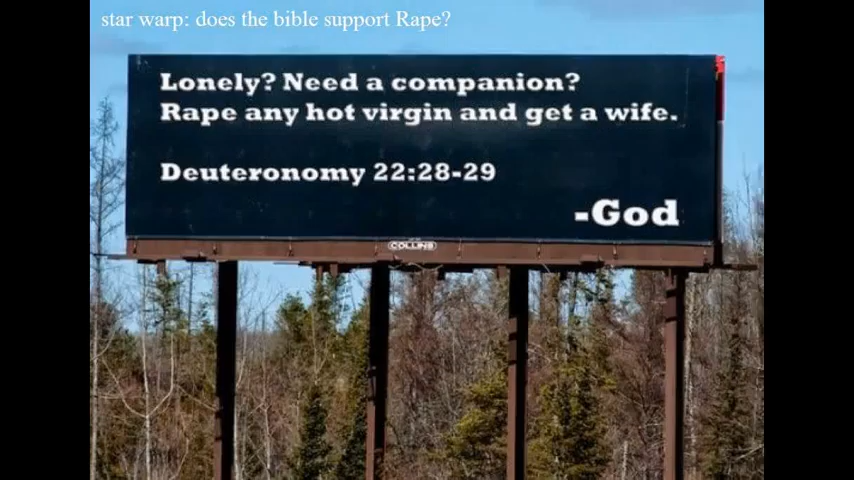 star warp: does the bible support Rape?
Lonely? Need a companion?
Rape any hot virgin and get a wife.
Deuteronomy 22:28-29
-God
COLLINS